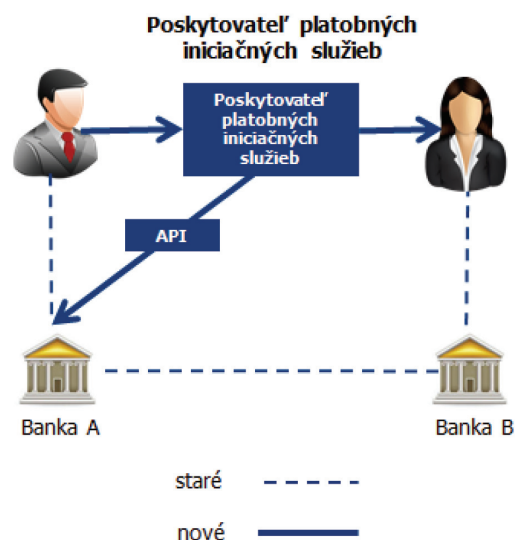 Poskytovateľ platobných
iniciačných služieb
Poskytovateľ
platobných
iniciačných
služieb
API
Banka A
Banka B
staré
nové